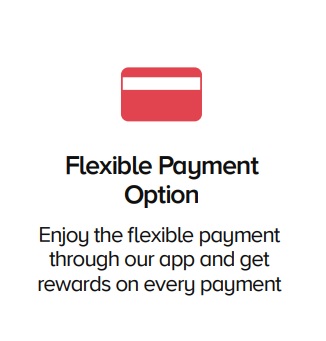 Flexible Payment
Option
Enjoy the flexible payment
through our app and get
rewards on every payment